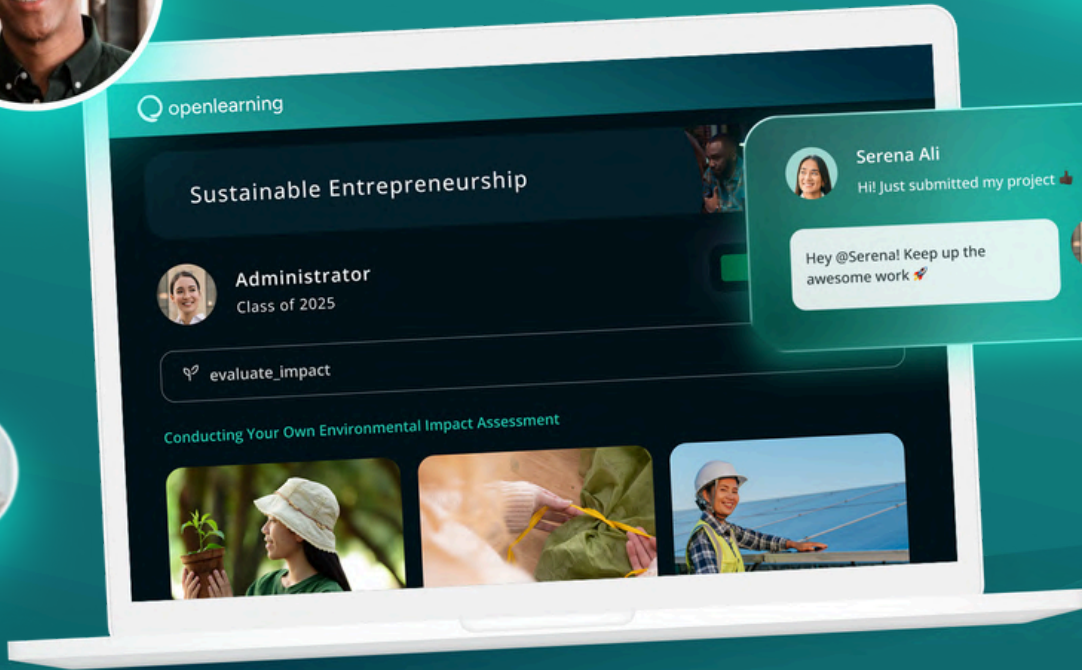 openlearning
Sustainable Entrepreneurship
Administrator
Class of 2025
evaluate_impact
Conducting Your Own Environmental Impact Assessment
Serena Ali
Hi! Just submitted my project 👍🏿
Hey @Serena! Keep up the
awesome work 🚀